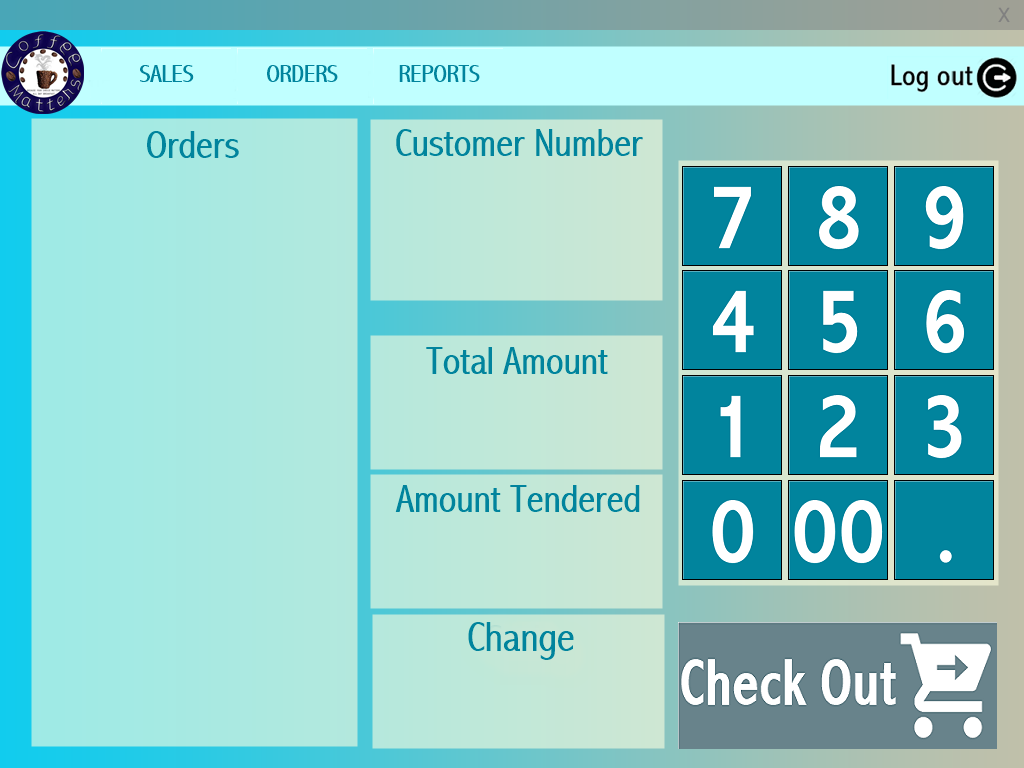 X
Coffee
Matters
SALES ORDERS REPORTS
Log out
Orders
Customer Number
Total Amount
Amount Tendered
Change
7 8 9
4 5 6
1 2 3
0 00 .
Check Out